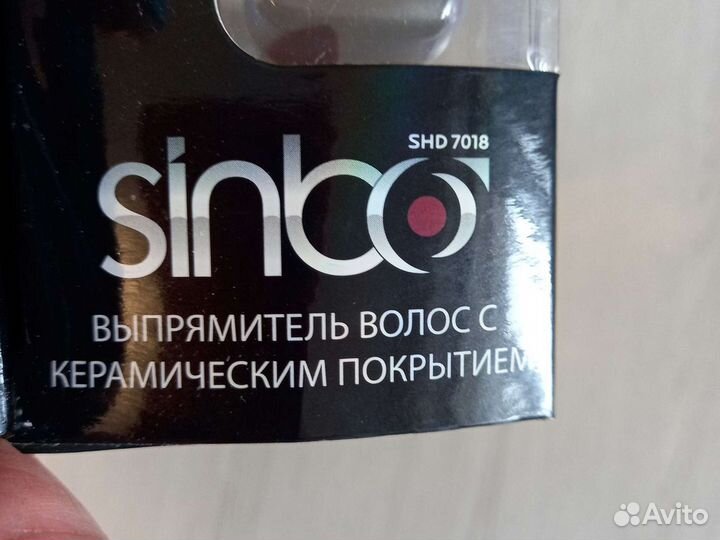 SHD 7018
sinbo
ВЫПРЯМИТЕЛЬ ВОЛОС С
КЕРАМИЧЕСКИМ ПОКРЫТИЕМ
Avito